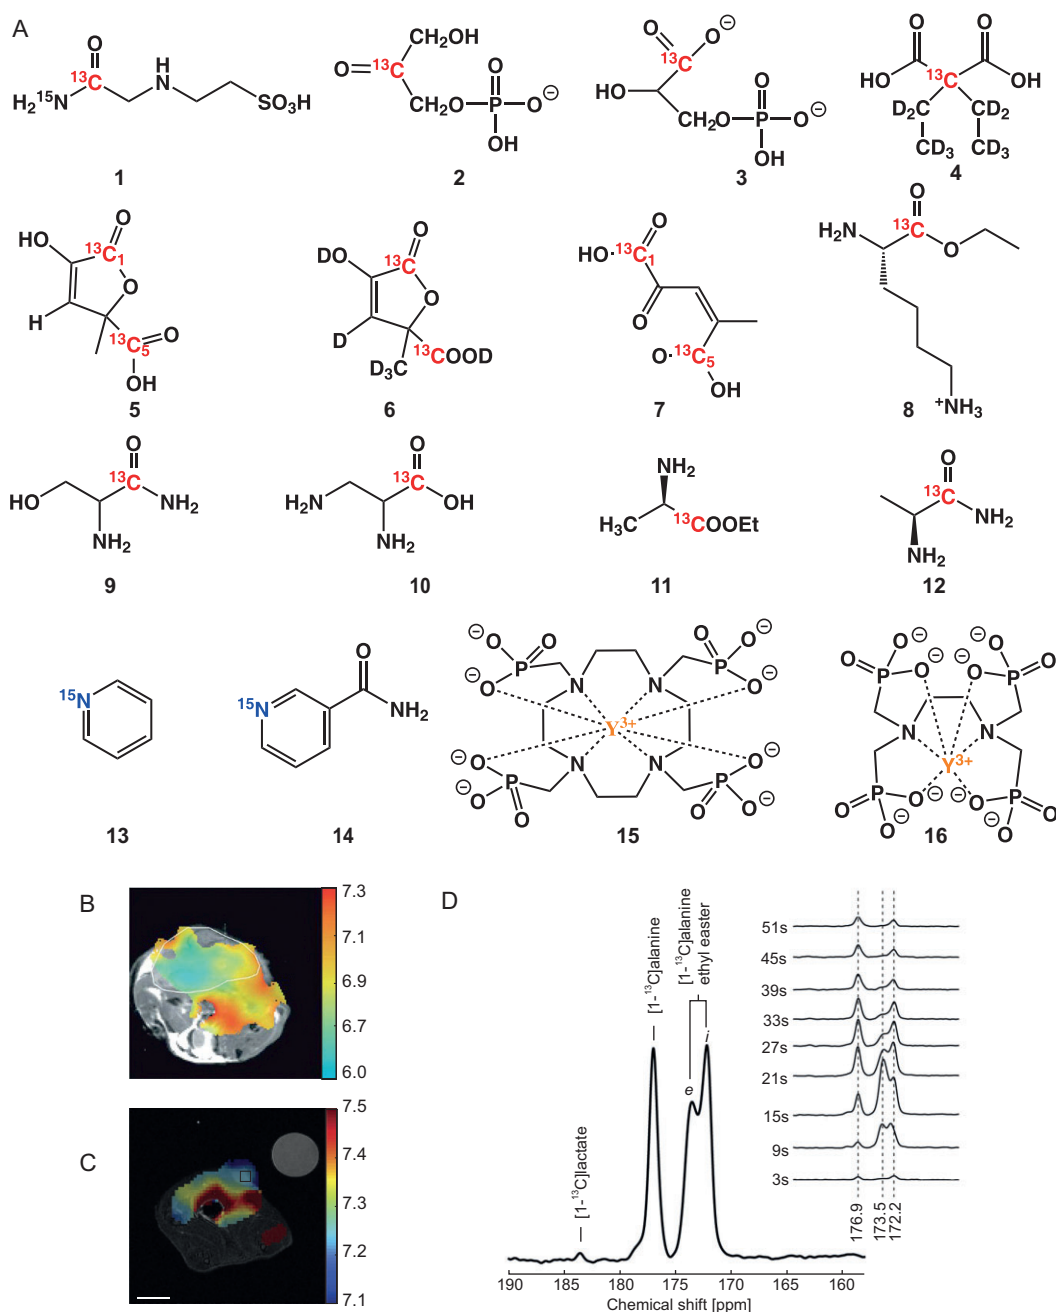 A
O
13C
H2 15N
H
N
SO3H
1
CH2OH
O
13C
CH2O
O
P
O⊖
OH
2
O
O⊖
13C
HO
CH2O
O
P
O⊖
OH
3
O
O
HO
13C
OH
D2C
CD2
CD3
CD3
4
HO
O
13C1
O
H
13C5
O
OH
5
DO
O
13C
O
D
D3C
13COOD
6
O
HO
13C1
O
O
13C5
OH
7
H2N
O
13C
O
+NH3
8
O
13C
HO
NH2
NH2
9
O
13C
H2N
OH
NH2
10
NH2
H3C
13COOEt
11
O
13C
NH2
NH2
12
15N
13
15N
O
NH2
14
⊖
O
O
P
O
N
N
O
O
P
O
⊖
Y3+
O
P
O
O
⊖
N
N
O
P
O
O
⊖
15
O
P
O⊖
O⊖
O⊖
P
O
O⊖
N
N
Y3+
O
P
O⊖
O⊖
O⊖
P
O
O⊖
16
B
7.3
7.1
6.9
6.7
6.0
C
7.5
7.4
7.3
7.2
7.1
D
[1-13C]lactate
[1-13C]alanine
[1-13C]alanine
ethyl easter
e
i
190
185
180
175
170
165
160
Chemical shift [ppm]
51s
45s
39s
33s
27s
21s
15s
9s
3s
176.9
173.5
172.2